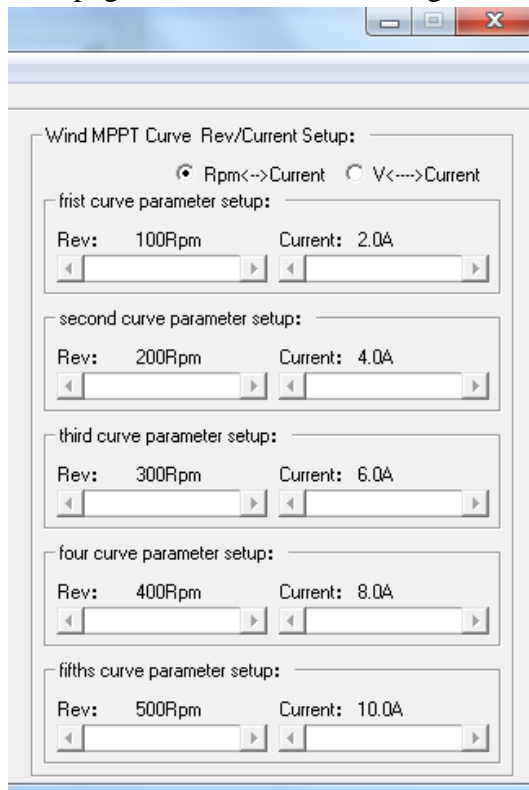 Wind MPPT Curve Rev/Current Setup:
Rpm<-->Current V<---->Current
frist curve parameter setup:
Rev: 100Rpm Current: 2.0A
second curve parameter setup:
Rev: 200Rpm Current: 4.0A
third curve parameter setup:
Rev: 300Rpm Current: 6.0A
four curve parameter setup:
Rev: 400Rpm Current: 8.0A
fifths curve parameter setup:
Rev: 500Rpm Current: 10.0A